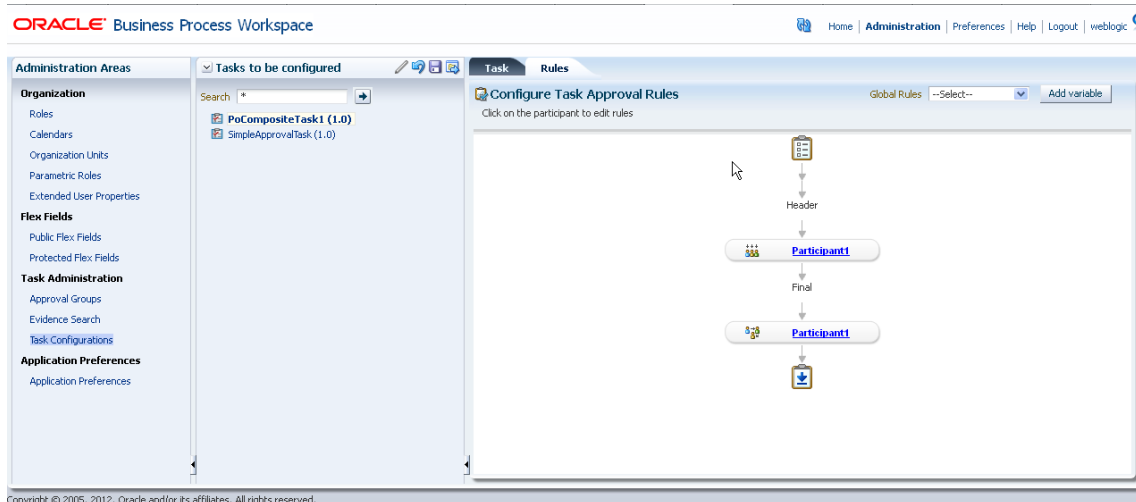 ORACLE Business Process Workspace
Home | Administration | Preferences | Help | Logout | weblogic
Administration Areas
Organization
Roles
Calendars
Organization Units
Parametric Roles
Extended User Properties
Flex Fields
Public Flex Fields
Protected Flex Fields
Task Administration
Approval Groups
Evidence Search
Task Configurations
Application Preferences
Application Preferences
Tasks to be configured
Search *
PoCompositeTask1 (1.0)
SimpleApprovalTask (1.0)
Task Rules
Configure Task Approval Rules
Global Rules --Select-- Add variable
Click on the participant to edit rules
Header
Participant1
Final
Participant1
Copyright © 2005, 2012, Oracle and/or its affiliates. All rights reserved.